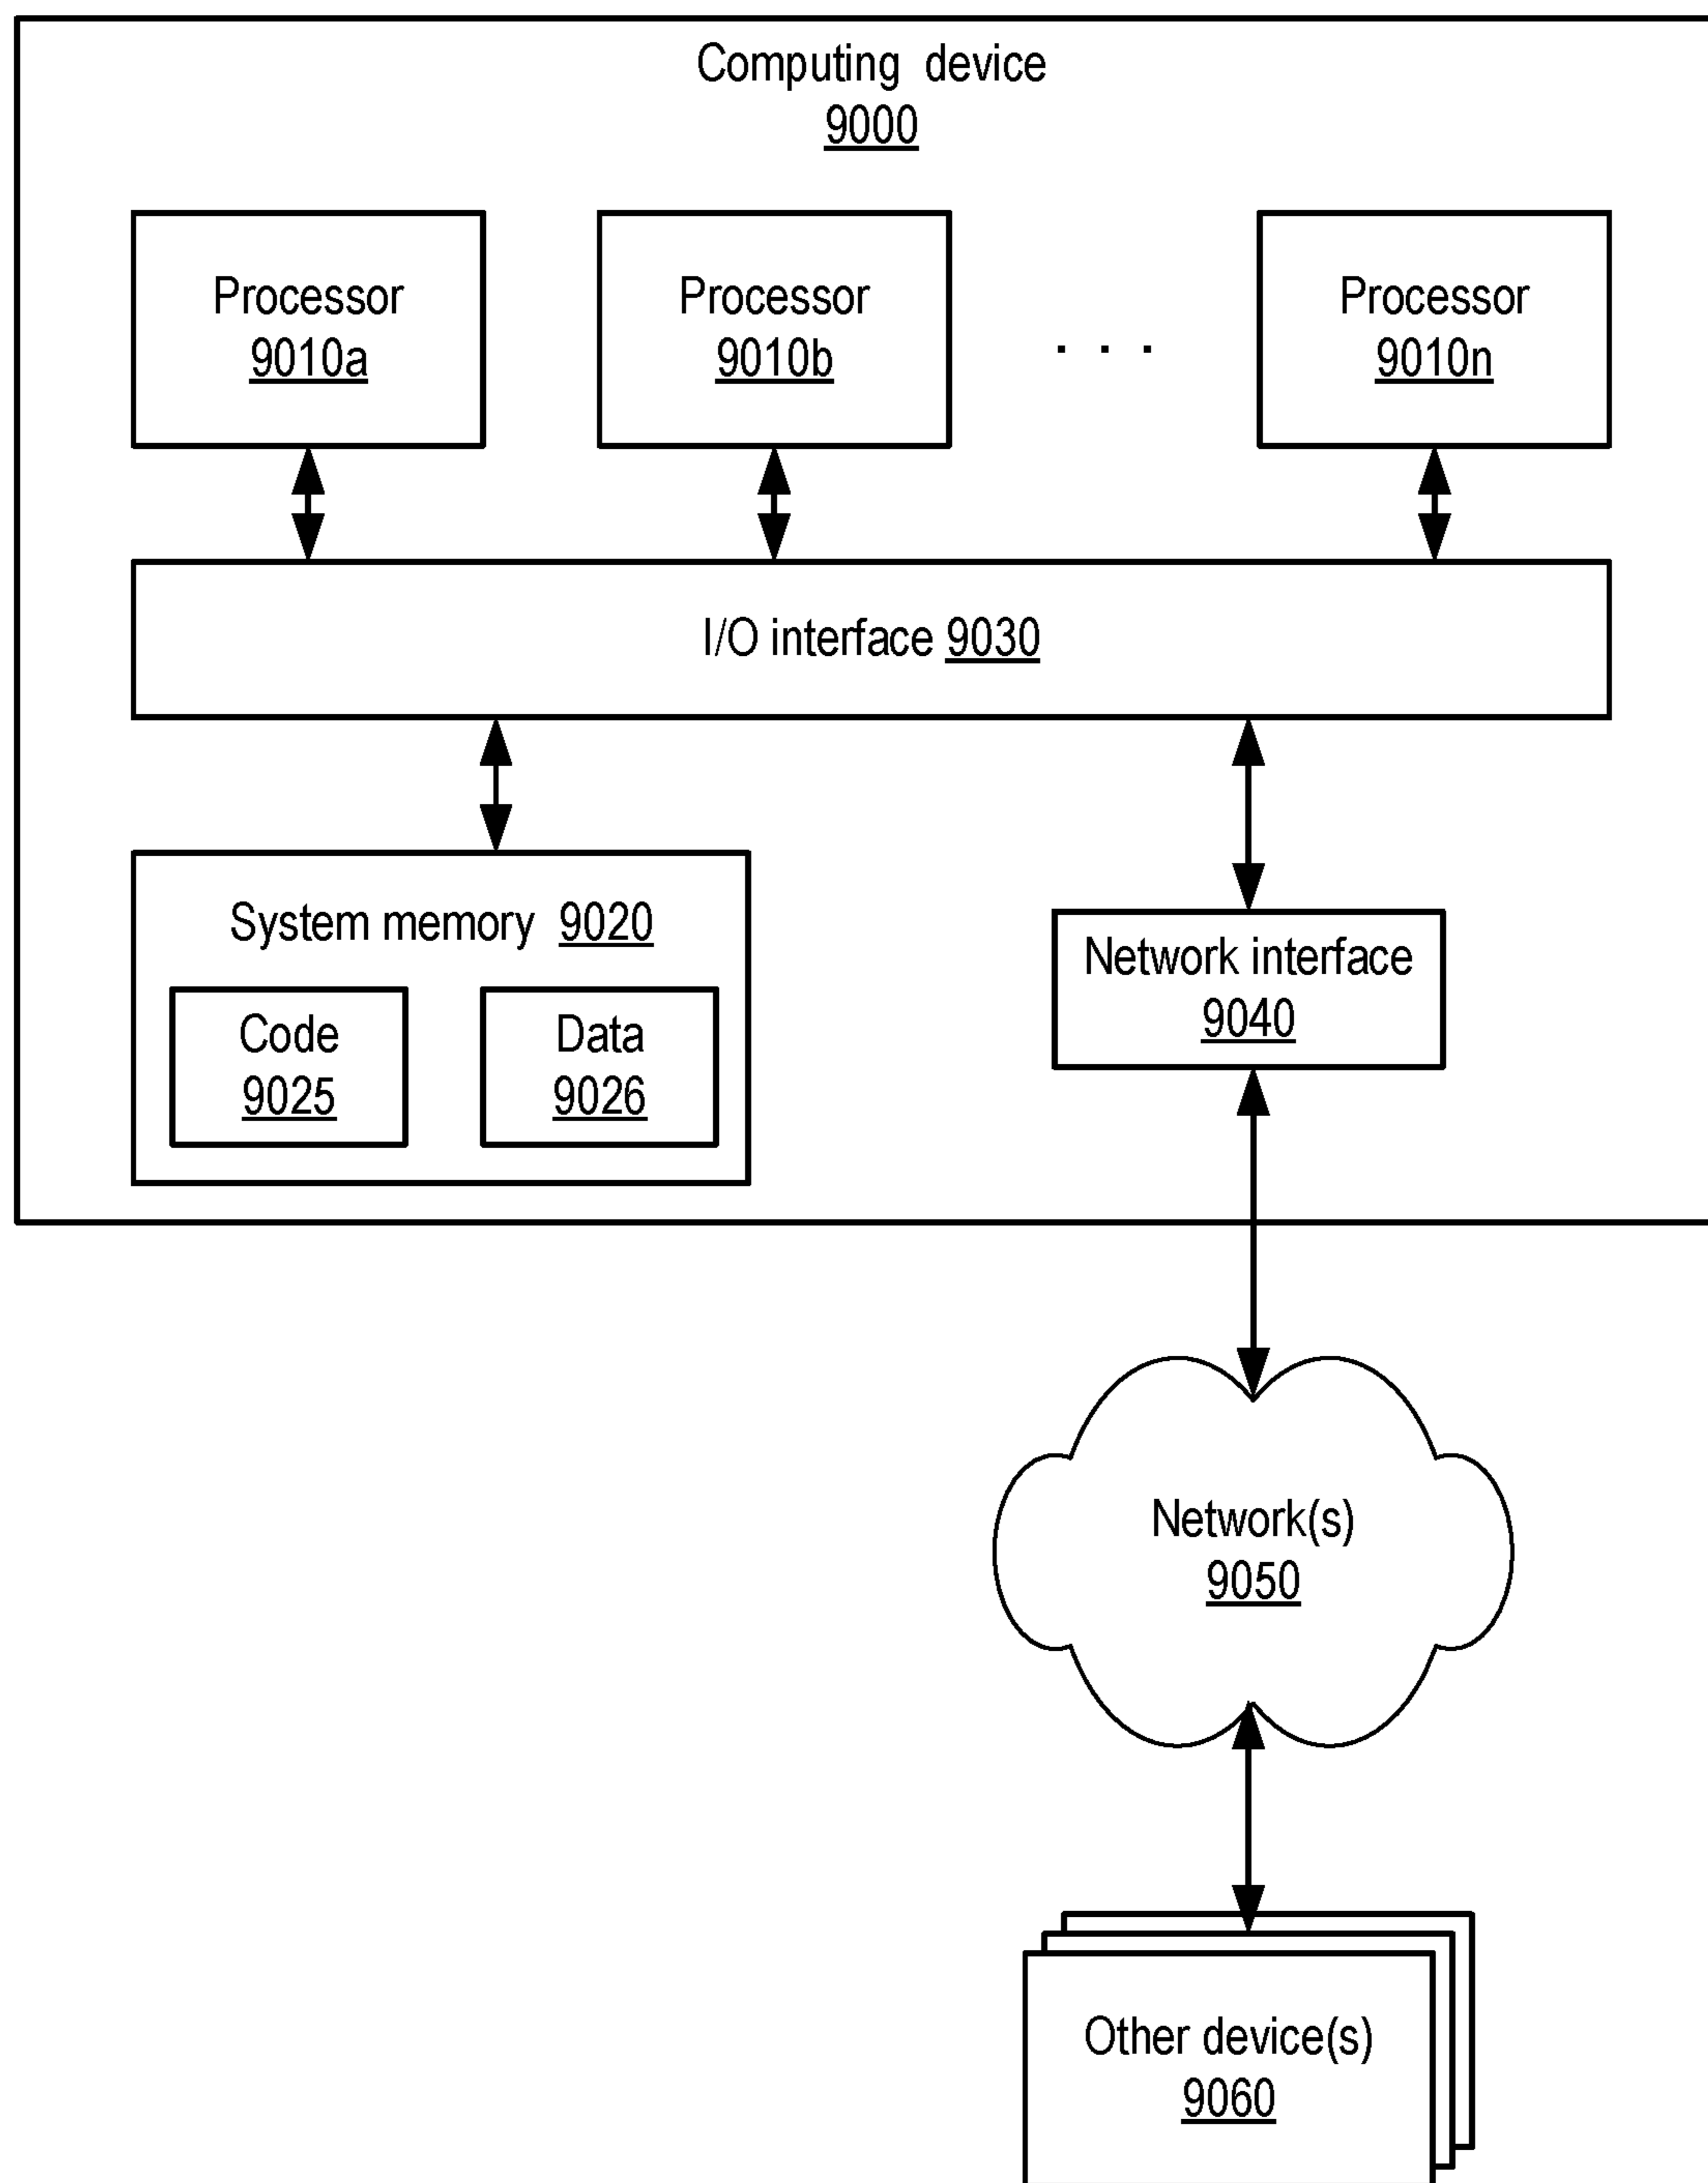 Computing device
9000
Processor
9010a
Processor
9010b
. . .
Processor
9010n
I/O interface 9030
System memory 9020
Code
9025
Data
9026
Network interface
9040
Network(s)
9050
Other device(s)
9060